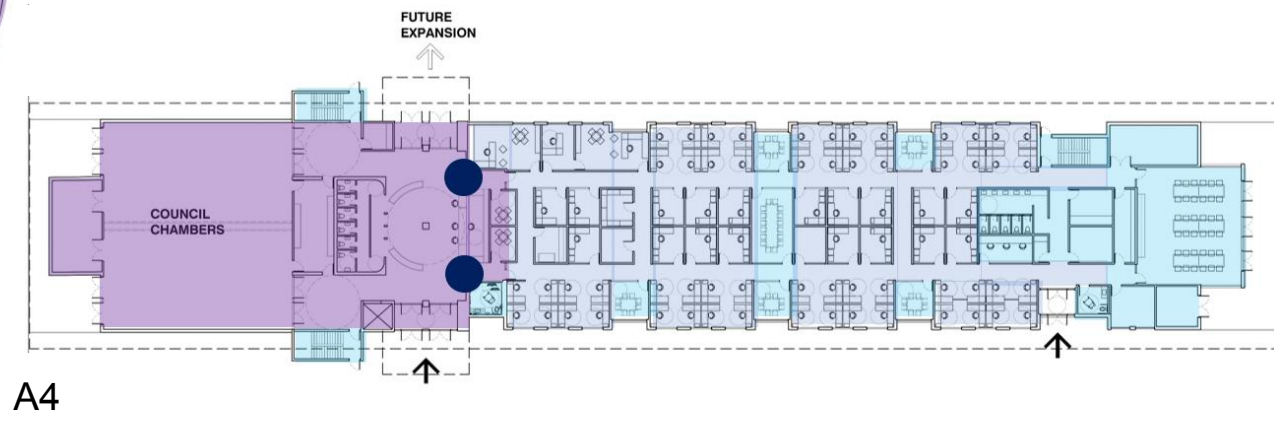 FUTURE
EXPANSION
COUNCIL
CHAMBERS
A4